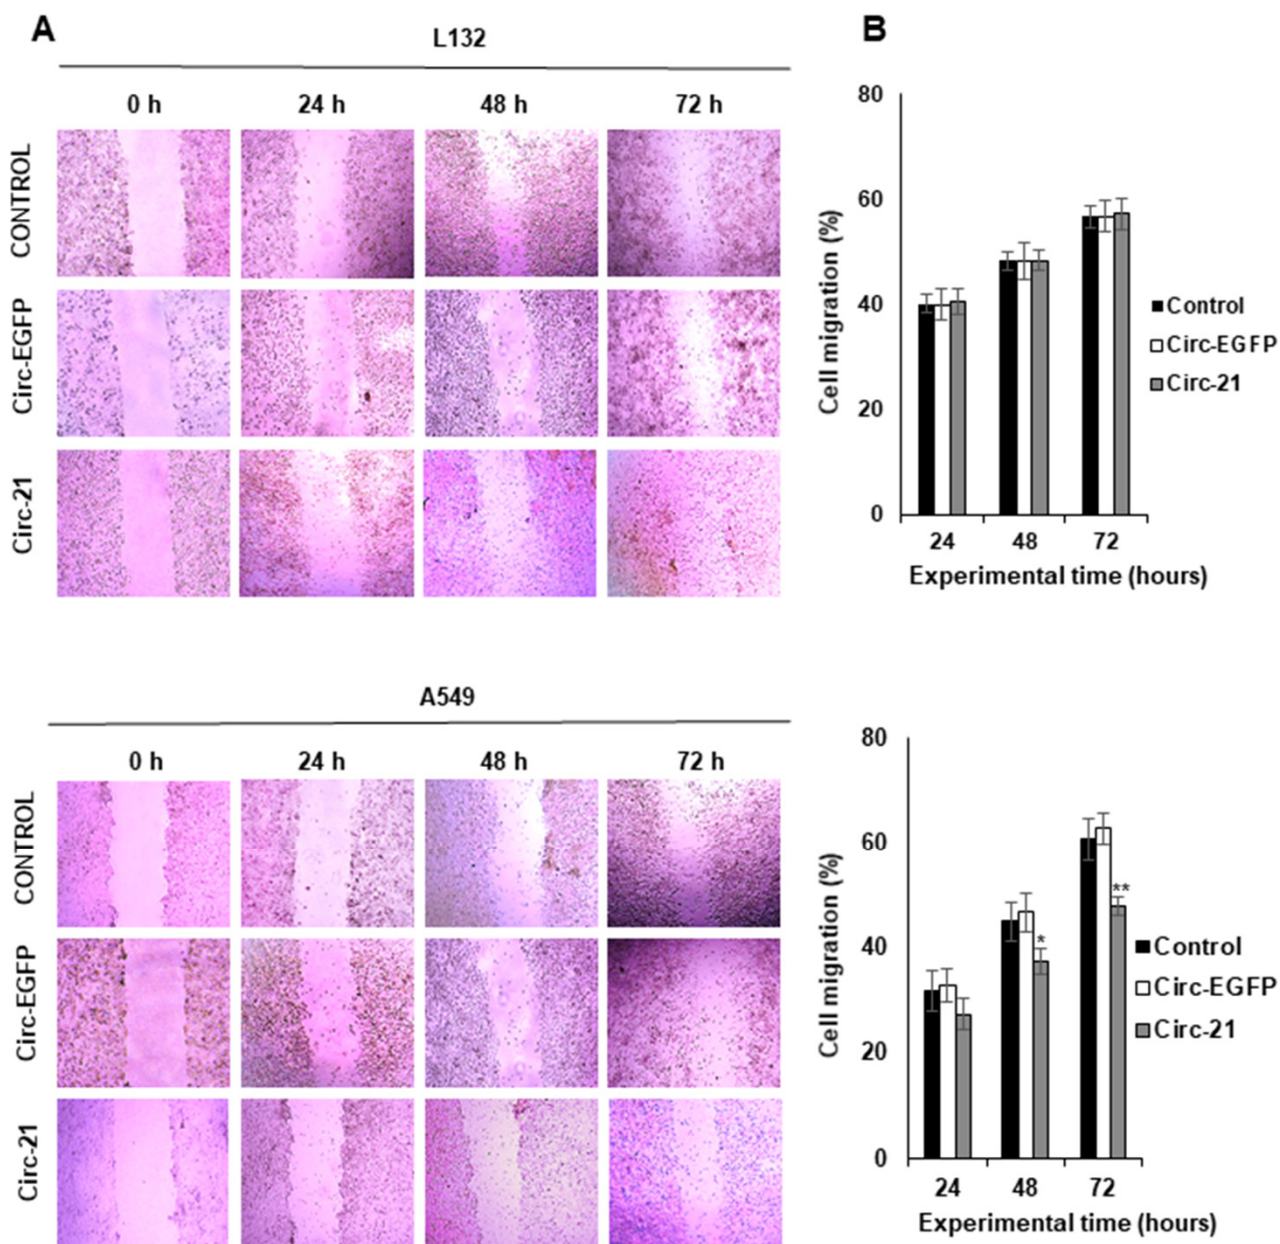 A
L132
0 h 24 h 48 h 72 h
CONTROL
Circ-EGFP
Circ-21
B
80
60
40
20
0
Cell migration (%)
24 48 72
Experimental time (hours)
Control
Circ-EGFP
Circ-21
A549
0 h 24 h 48 h 72 h
CONTROL
Circ-EGFP
Circ-21
80
60
40
20
0
Cell migration (%)
*
**
24 48 72
Experimental time (hours)
Control
Circ-EGFP
Circ-21